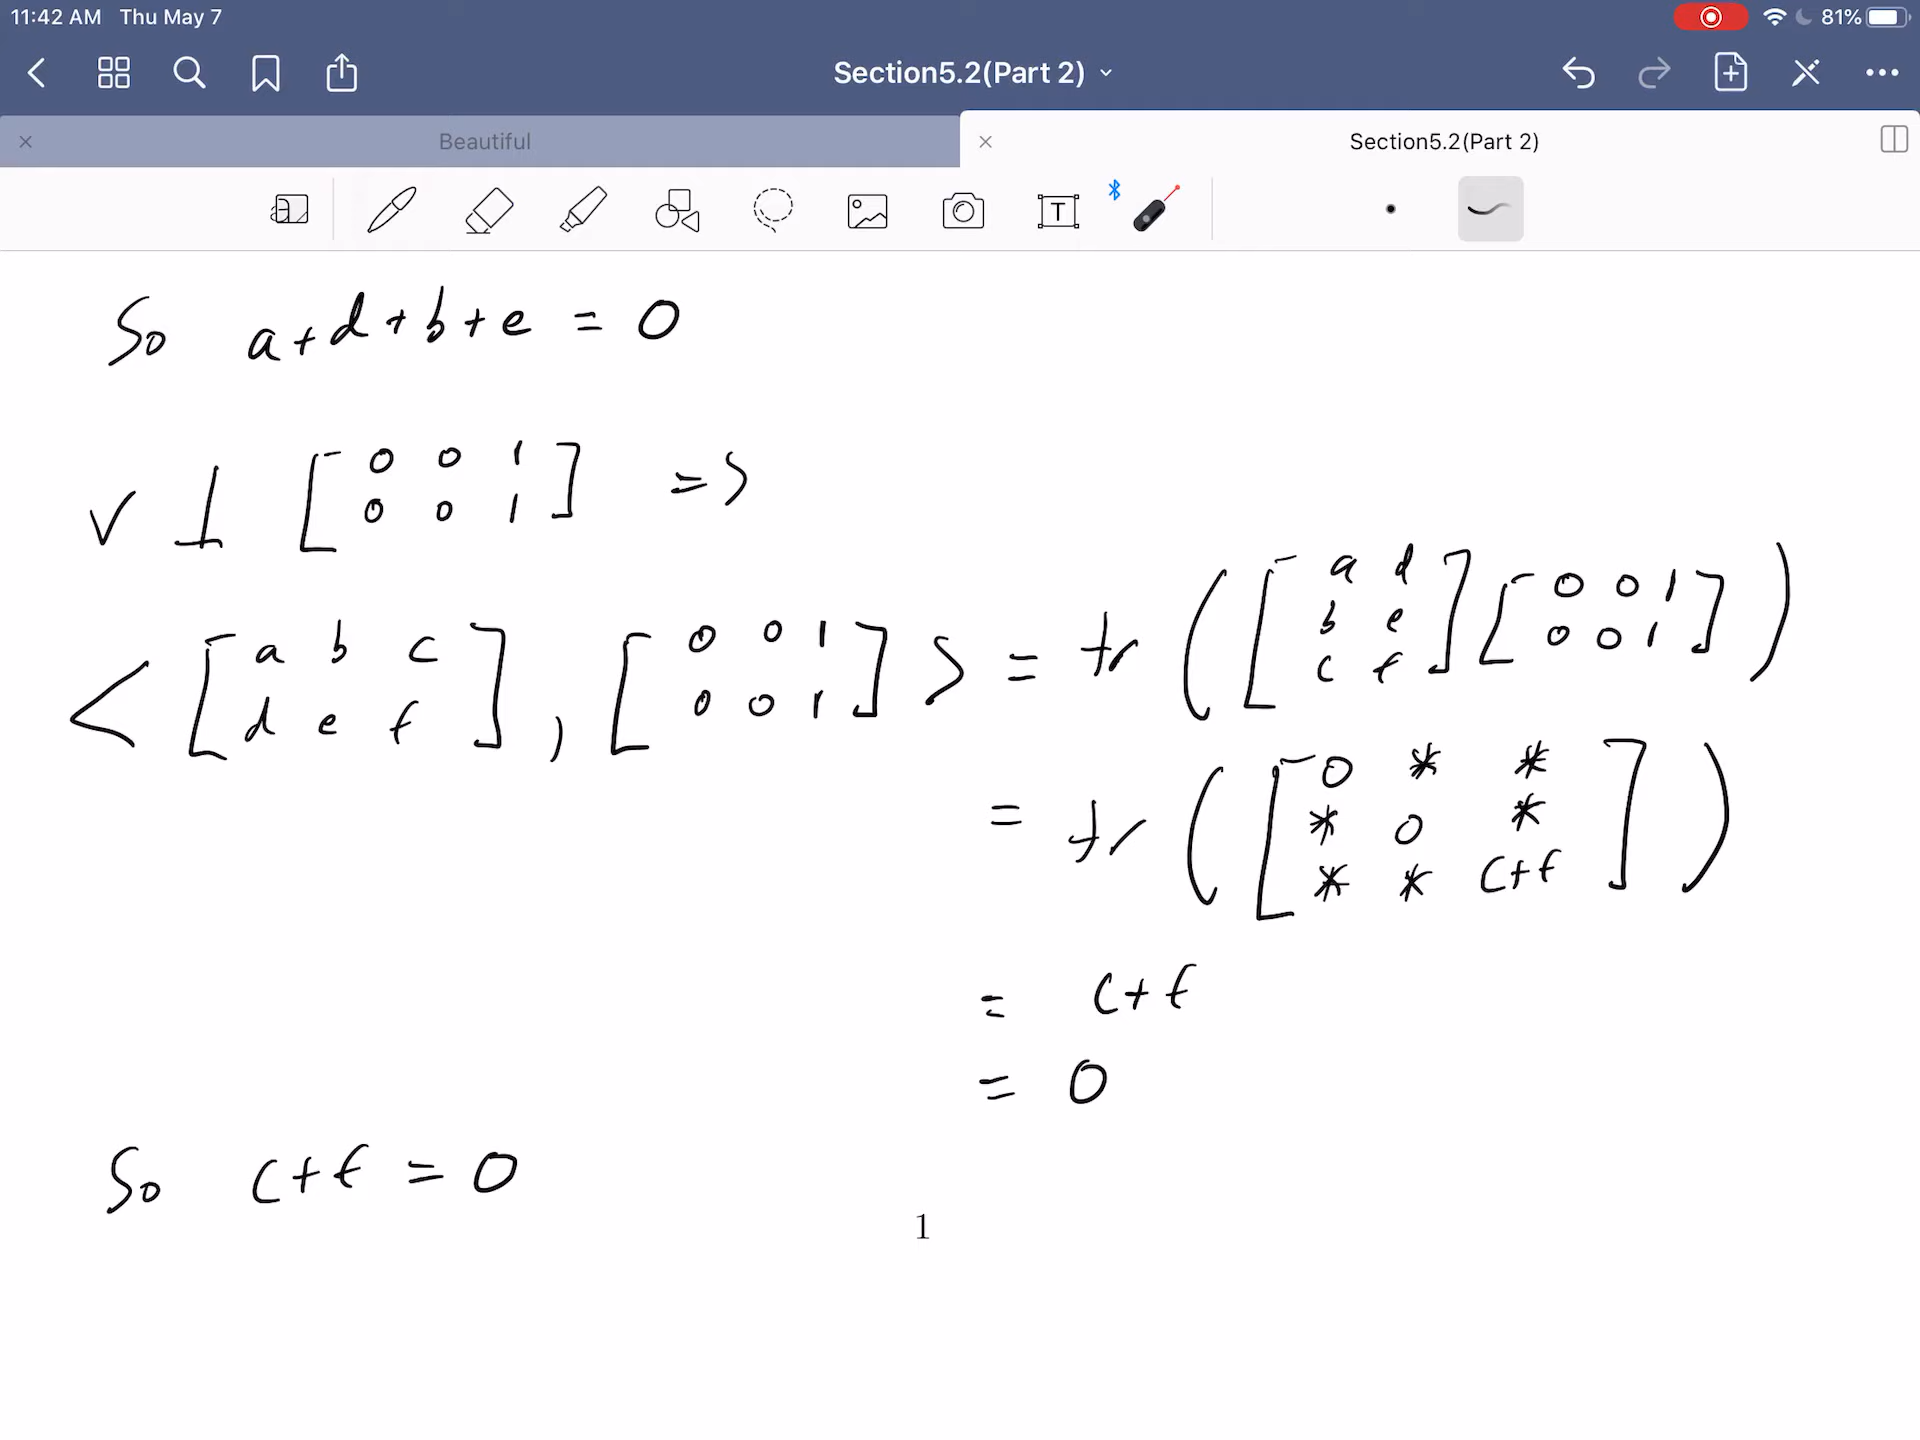 11:42 AM Thu May 7 81%
Section5.2(Part 2)
Beautiful Section5.2(Part 2)
So a+d+b+e = 0
v ⊥ [0 0 1; 0 0 1] =>
< [a b c; d e f], [0 0 1; 0 0 1] > = tr([a d; b e; c f][0 0 1; 0 0 1])
= tr([0 * *; * 0 *; * * c+f])
= c+f
= 0
So c+f = 0
1